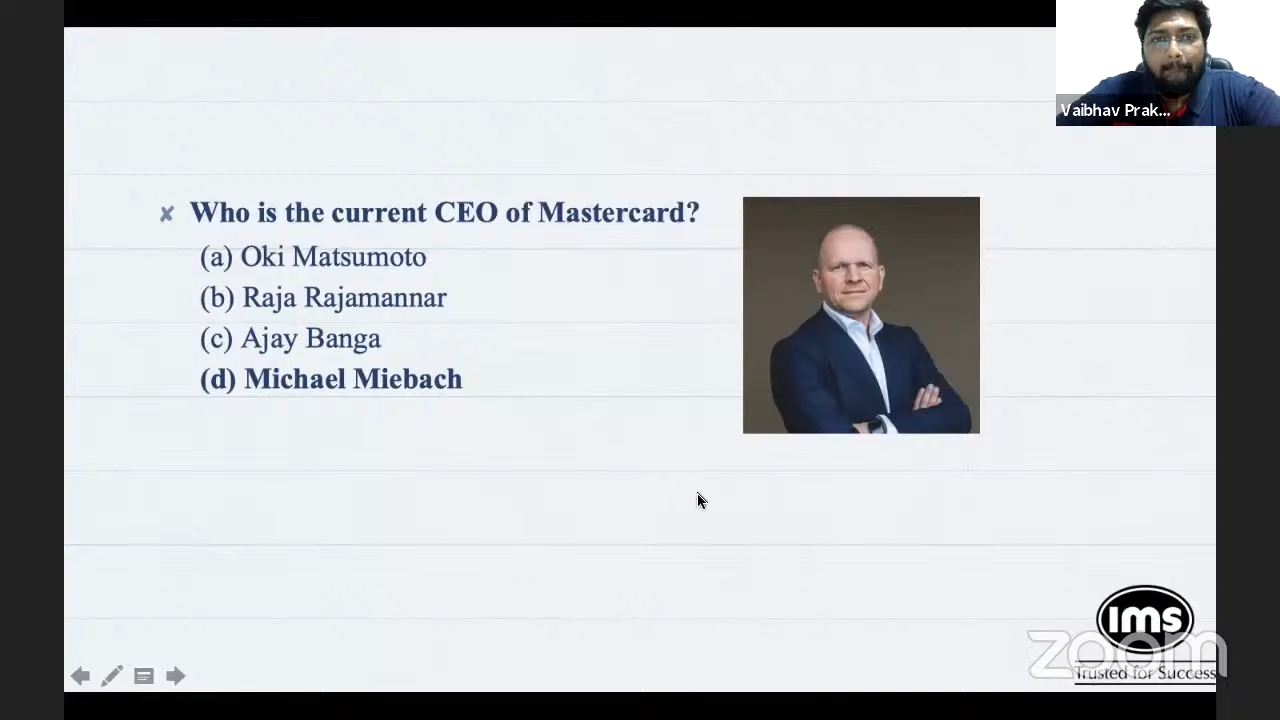 Vaibhav Prak...
✘ Who is the current CEO of Mastercard?
(a) Oki Matsumoto
(b) Raja Rajamannar
(c) Ajay Banga
(d) Michael Miebach
ims
zoom
Trusted for Success